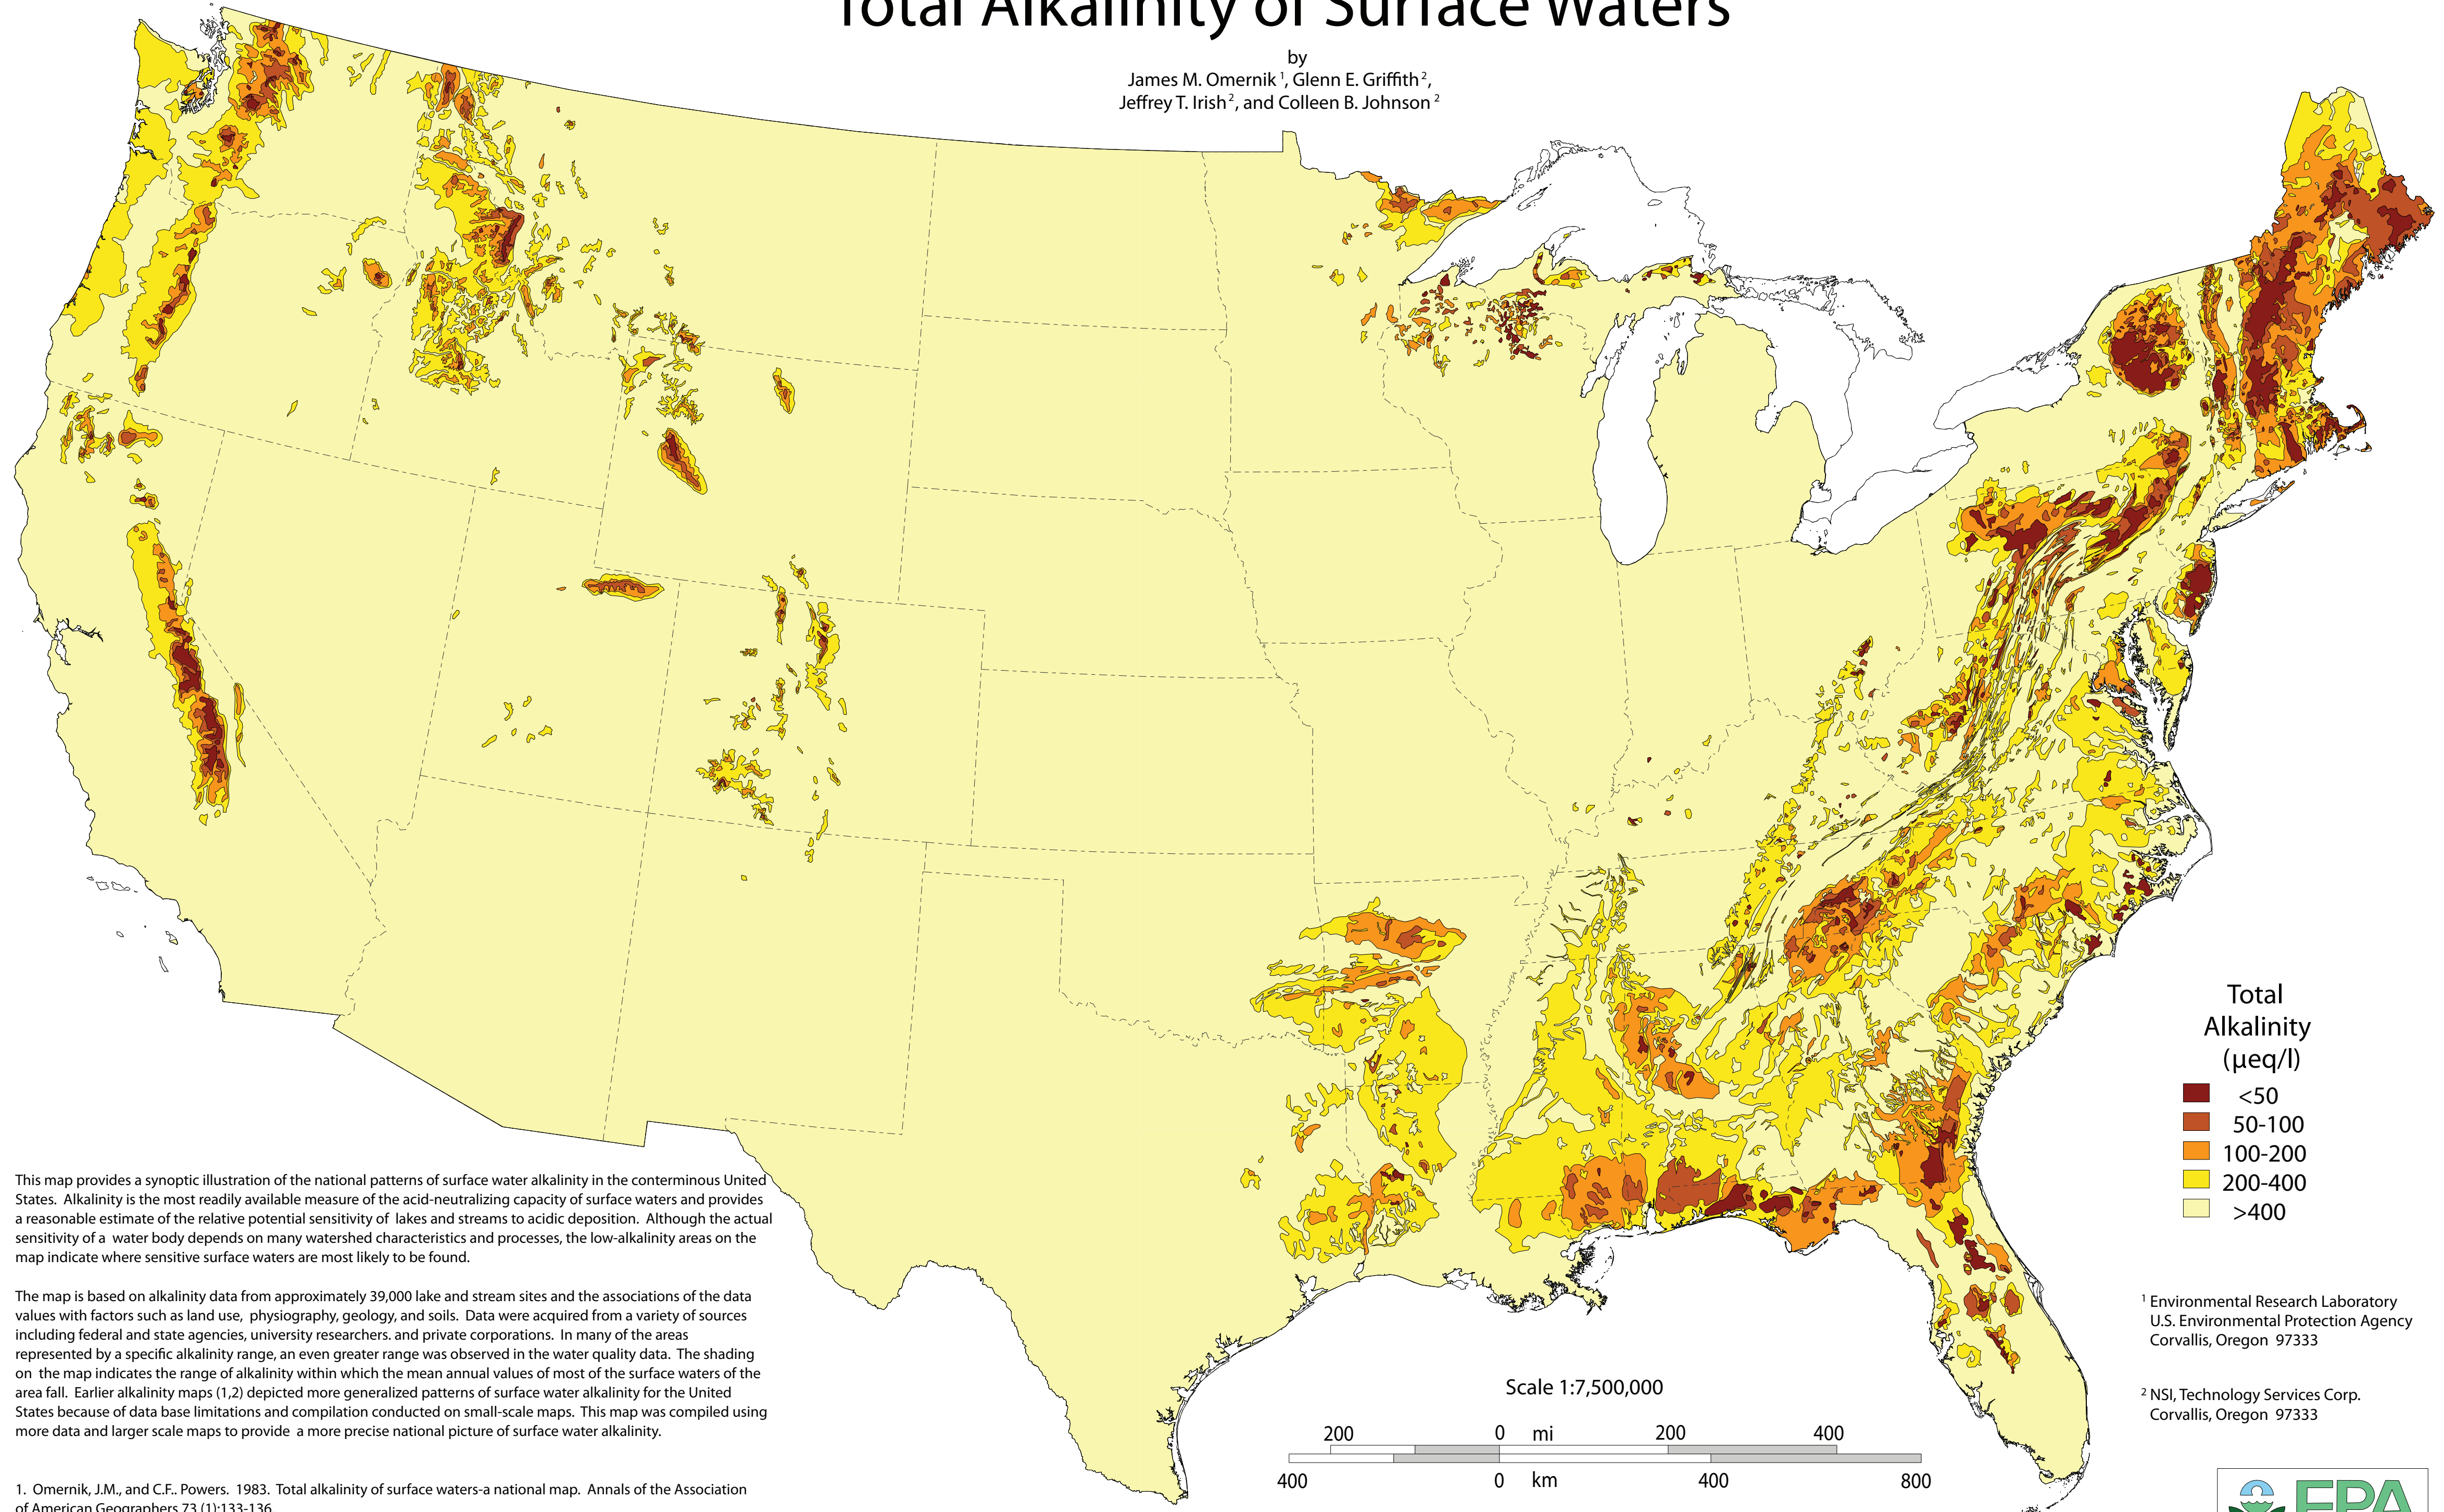 Total Alkalinity of Surface Waters
by
James M. Omernik 1, Glenn E. Griffith 2,
Jeffrey T. Irish 2, and Colleen B. Johnson 2
Total
Alkalinity
(µeq/l)
<50
50-100
100-200
200-400
>400
This map provides a synoptic illustration of the national patterns of surface water alkalinity in the conterminous United
States. Alkalinity is the most readily available measure of the acid-neutralizing capacity of surface waters and provides
a reasonable estimate of the relative potential sensitivity of lakes and streams to acidic deposition. Although the actual
sensitivity of a water body depends on many watershed characteristics and processes, the low-alkalinity areas on the
map indicate where sensitive surface waters are most likely to be found.
The map is based on alkalinity data from approximately 39,000 lake and stream sites and the associations of the data
values with factors such as land use, physiography, geology, and soils. Data were acquired from a variety of sources
including federal and state agencies, university researchers. and private corporations. In many of the areas
represented by a specific alkalinity range, an even greater range was observed in the water quality data. The shading
on the map indicates the range of alkalinity within which the mean annual values of most of the surface waters of the
area fall. Earlier alkalinity maps (1,2) depicted more generalized patterns of surface water alkalinity for the United
States because of data base limitations and compilation conducted on small-scale maps. This map was compiled using
more data and larger scale maps to provide a more precise national picture of surface water alkalinity.
1. Omernik, J.M., and C.F.. Powers. 1983. Total alkalinity of surface waters-a national map. Annals of the Association
of American Geographers 73 (1):133-136.
Scale 1:7,500,000
200 0 mi 200 400
400 0 km 400 800
1 Environmental Research Laboratory
U.S. Environmental Protection Agency
Corvallis, Oregon 97333
2 NSI, Technology Services Corp.
Corvallis, Oregon 97333
EPA